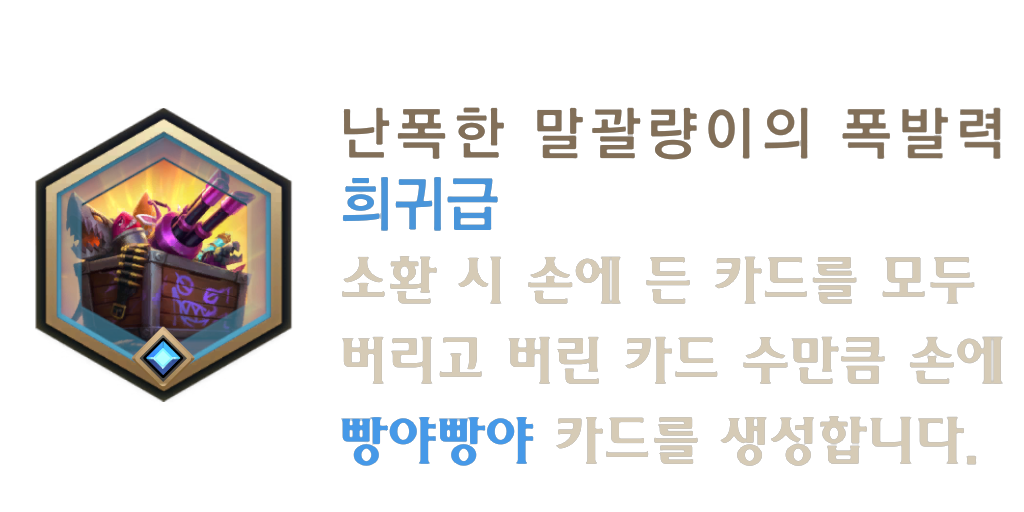 난폭한 말괄량이의 폭발력
희귀급
소환 시 손에 든 카드를 모두
버리고 버린 카드 수만큼 손에
빵야빵야 카드를 생성합니다.